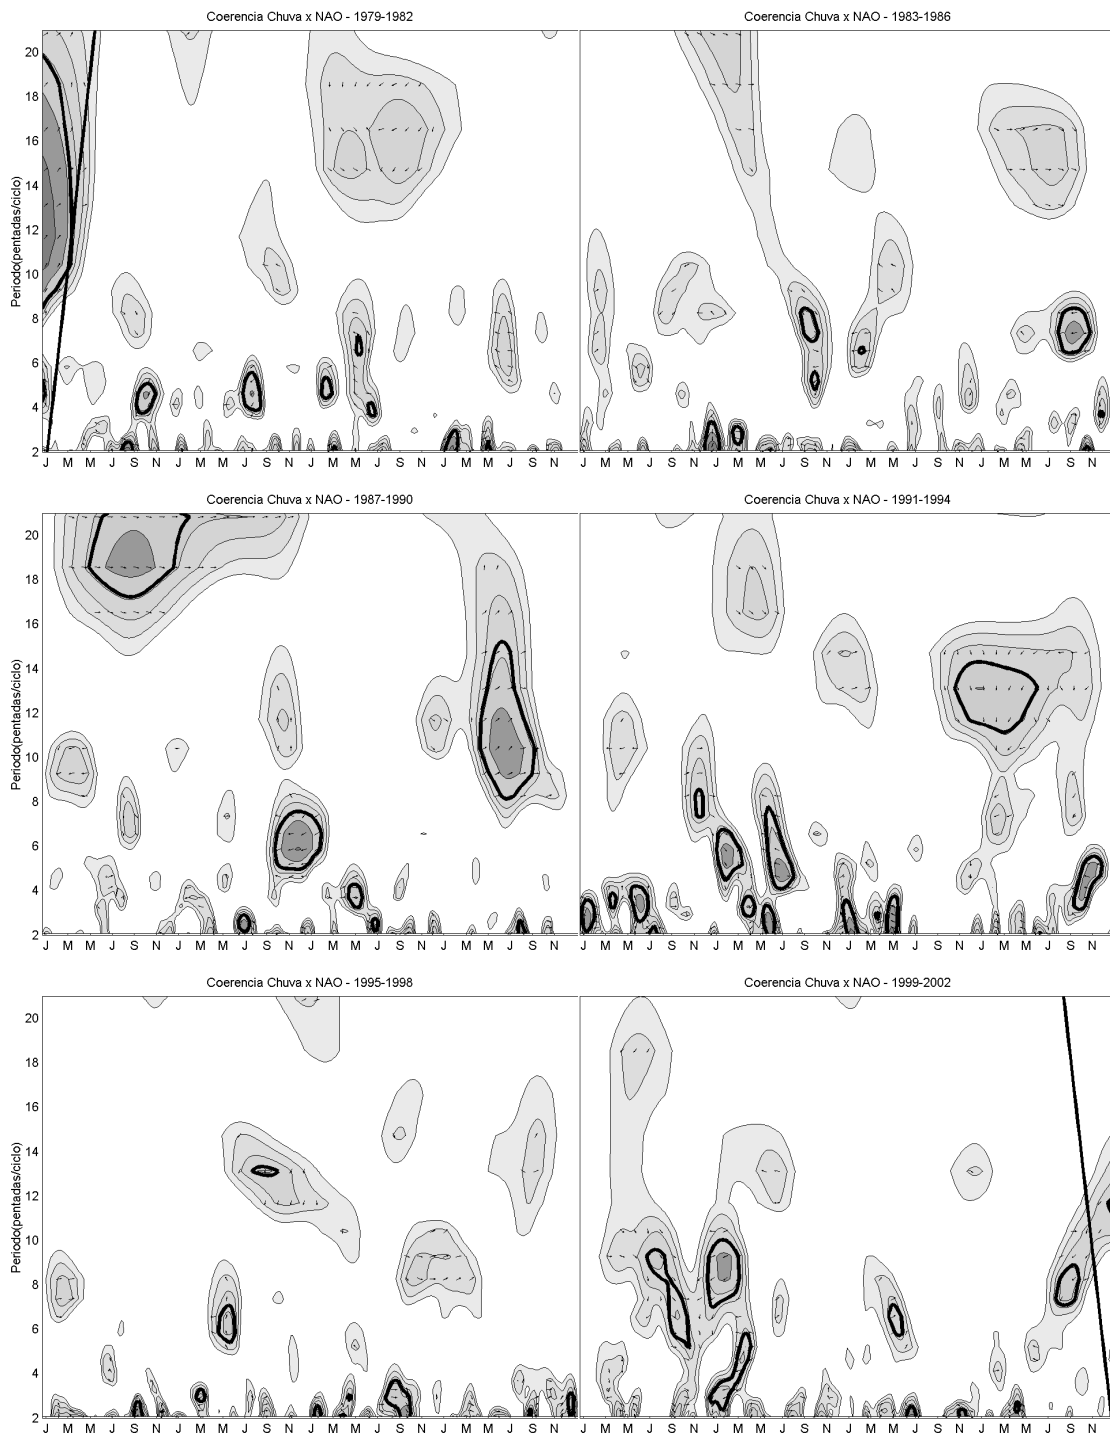 Coerencia Chuva x NAO - 1979-1982
Coerencia Chuva x NAO - 1983-1986
20
18
16
14
12
10
8
6
4
2
Periodo(pentadas/ciclo)
J M M J S N J M M J S N J M M J S N J M M J S N
J M M J S N J M M J S N J M M J S N J M M J S N
Coerencia Chuva x NAO - 1987-1990
Coerencia Chuva x NAO - 1991-1994
20
18
16
14
12
10
8
6
4
2
Periodo(pentadas/ciclo)
J M M J S N J M M J S N J M M J S N J M M J S N
J M M J S N J M M J S N J M M J S N J M M J S N
Coerencia Chuva x NAO - 1995-1998
Coerencia Chuva x NAO - 1999-2002
20
18
16
14
12
10
8
6
4
2
Periodo(pentadas/ciclo)
J M M J S N J M M J S N J M M J S N J M M J S N
J M M J S N J M M J S N J M M J S N J M M J S N